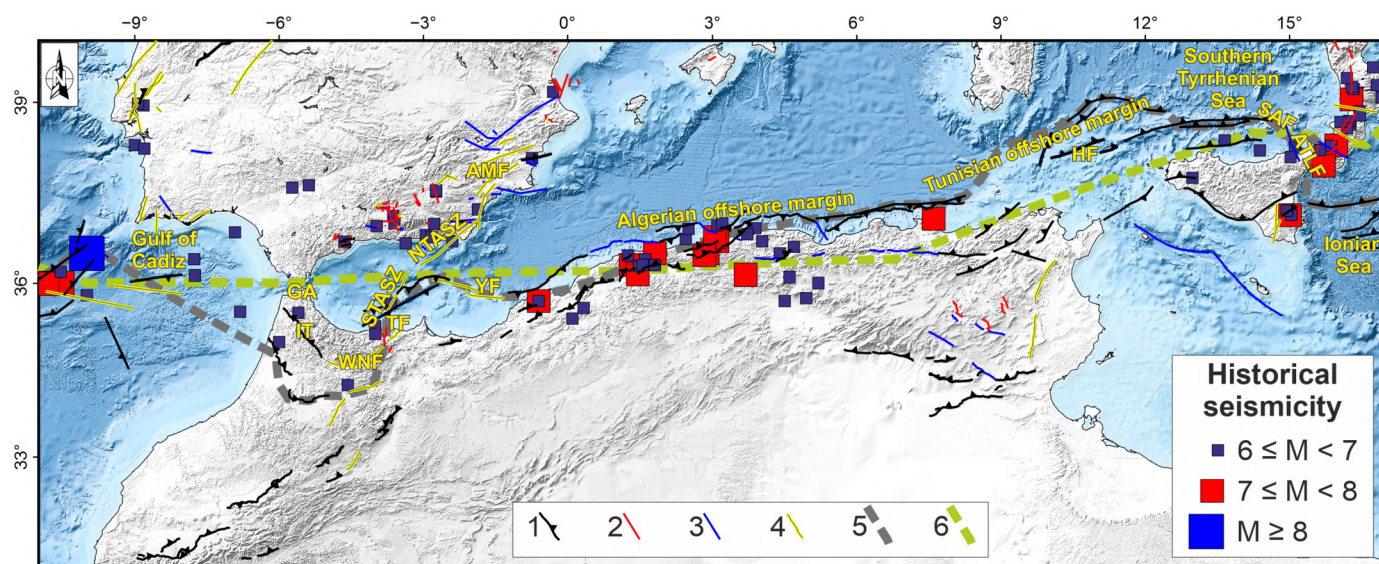 −9° −6° −3° 0° 3° 6° 9° 12° 15°
39°
36°
33°
N
Southern
Tyrrhenian
Sea
SAF
ATLF
HF
Tunisian offshore margin
Algerian offshore margin
AMF
NTASZ
STASZ
Gulf of
Cadiz
GA
YF
TF
IT
WNF
Ionian
Sea
Historical
seismicity
6 ≤ M < 7
7 ≤ M < 8
M ≥ 8
1 2 3 4 5 6